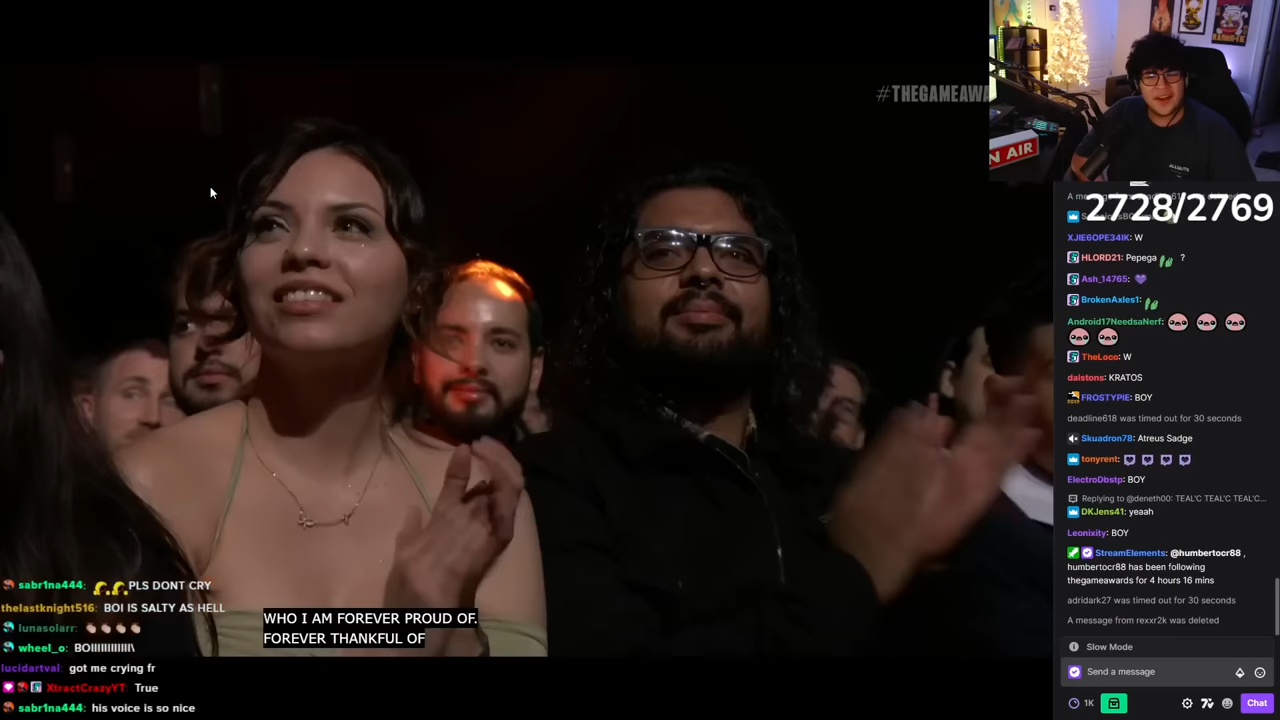 #THEGAMEAWA
N AIR
2728/2769
XJIE6OPE34IK: W
HLORD21: Pepega ?
Ash_14765:
BrokenAxles1:
Android17NeedsaNerf:
TheLoco: W
daistons: KRATOS
FROSTYPIE: BOY
deadline618 was timed out for 30 seconds
Skuadron78: Atreus Sadge
tonyrent:
ElectroDbstp: BOY
Replying to @deneth00: TEAL'C TEAL'C TEAL'C...
DKJens41: yeaah
Leonixity: BOY
StreamElements: @humbertocr88 ,
humbertocr88 has been following
thegameawards for 4 hours 16 mins
adridark27 was timed out for 30 seconds
A message from rexxr2k was deleted
Slow Mode
Send a message
1K
Chat
sabr1na444: PLS DONT CRY
thelastknight516: BOI IS SALTY AS HELL
lunasolarr:
wheel_o: BOIIIIIIIIIIII\
lucidartval: got me crying fr
XtractCrazyYT True
sabr1na444: his voice is so nice
WHO I AM FOREVER PROUD OF.
FOREVER THANKFUL OF